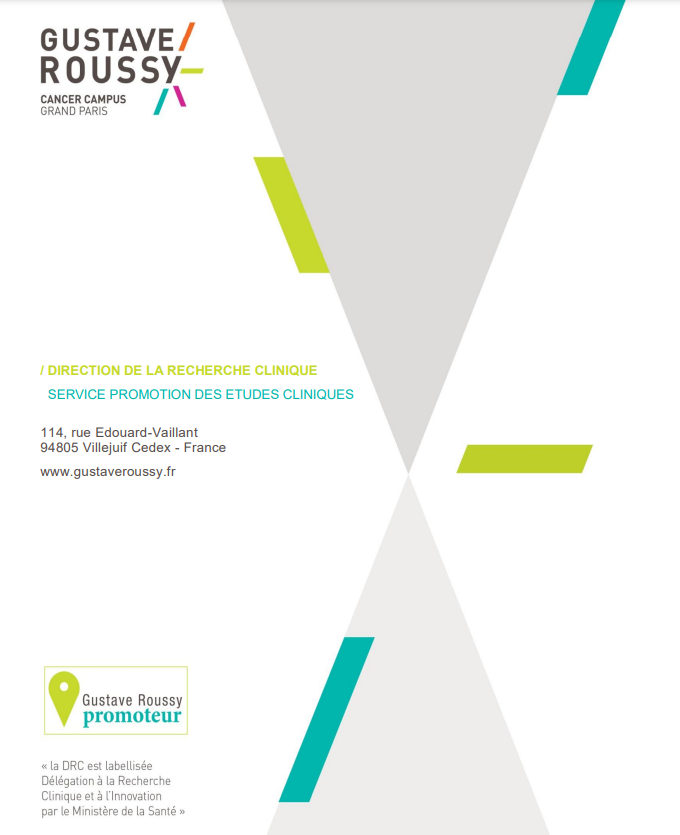 GUSTAVE/
ROUSSY
CANCER CAMPUS
GRAND PARIS
/ DIRECTION DE LA RECHERCHE CLINIQUE
SERVICE PROMOTION DES ETUDES CLINIQUES
114, rue Edouard-Vaillant
94805 Villejuif Cedex - France
www.gustaveroussy.fr
Gustave Roussy
promoteur
« la DRC est labellisée
Délégation à la Recherche
Clinique et à l'Innovation
par le Ministère de la Santé »